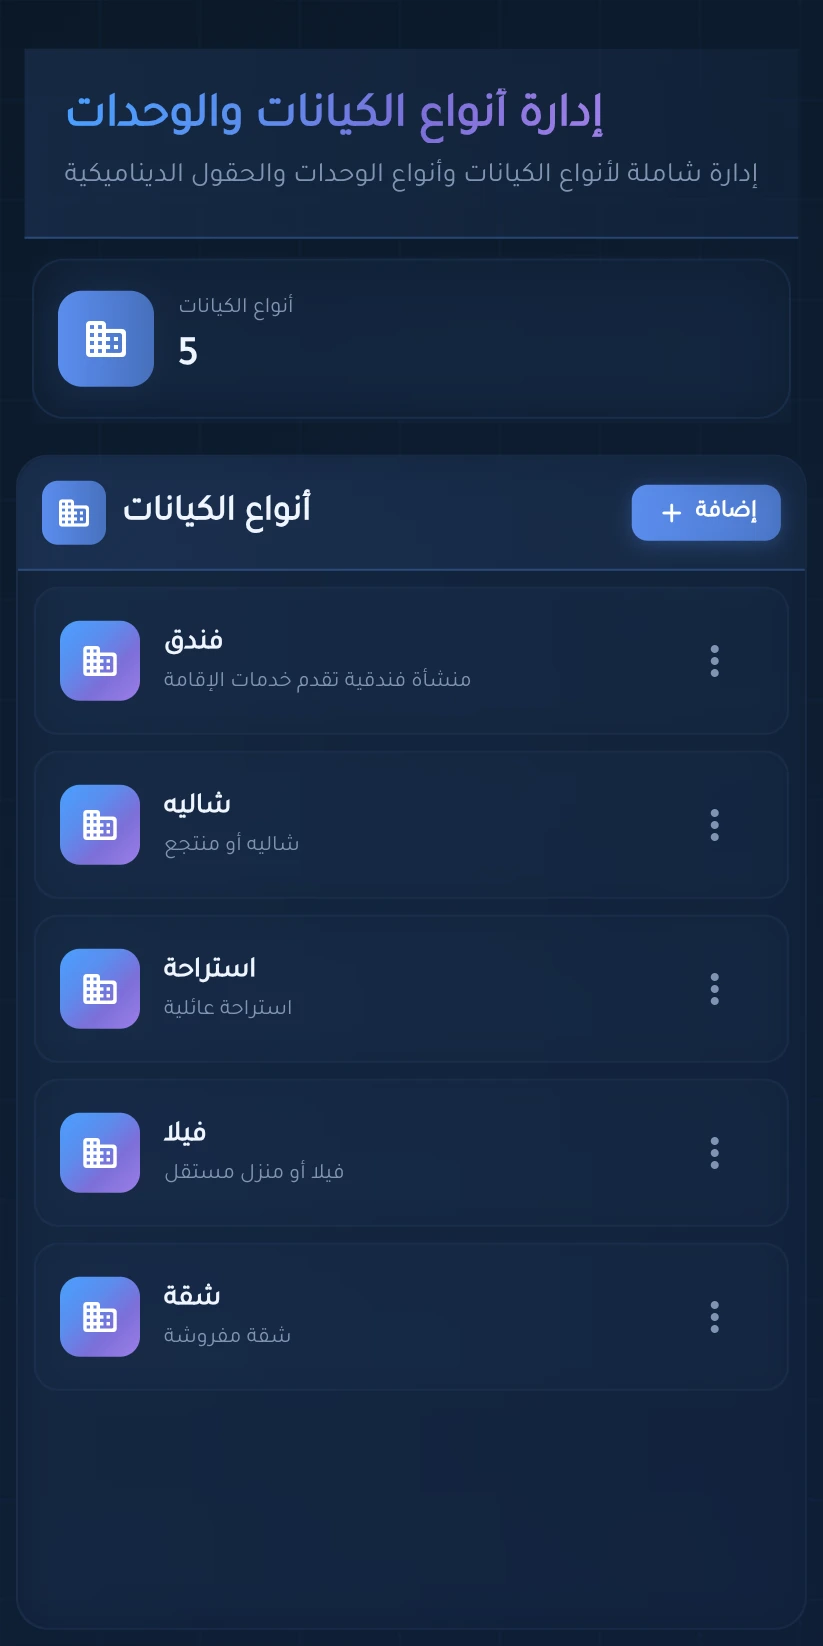 إدارة أنواع الكيانات والوحدات
إدارة شاملة لأنواع الكيانات وأنواع الوحدات والحقول الديناميكية
أنواع الكيانات
5
أنواع الكيانات
إضافة +
فندق
منشأة فندقية تقدم خدمات الإقامة
شاليه
شاليه أو منتجع
استراحة
استراحة عائلية
فيلا
فيلا أو منزل مستقل
شقة
شقة مفروشة